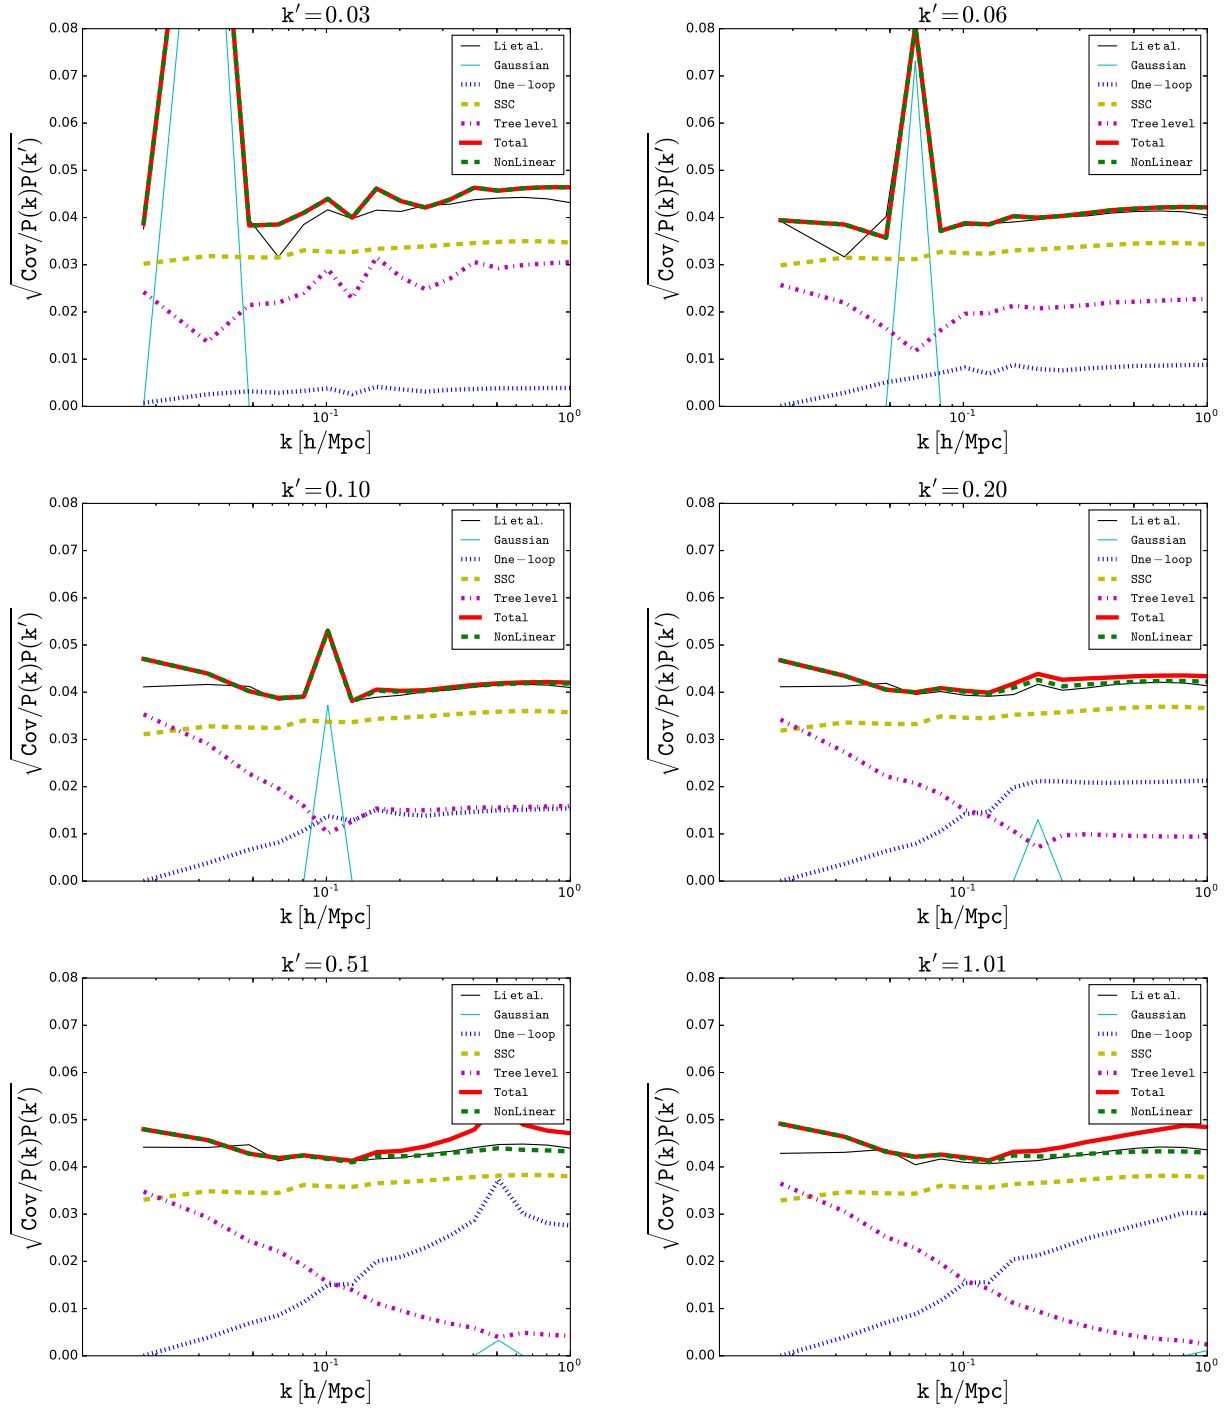 k′=0.03
0.08
0.07
0.06
0.05
0.04
0.03
0.02
0.01
0.00
√Cov/P(k)P(k′)
Li et al.
Gaussian
One−loop
SSC
Tree level
Total
NonLinear
10⁻¹
10⁰
k [h/Mpc]
k′=0.06
0.08
0.07
0.06
0.05
0.04
0.03
0.02
0.01
0.00
√Cov/P(k)P(k′)
Li et al.
Gaussian
One−loop
SSC
Tree level
Total
NonLinear
10⁻¹
10⁰
k [h/Mpc]
k′=0.10
0.08
0.07
0.06
0.05
0.04
0.03
0.02
0.01
0.00
√Cov/P(k)P(k′)
Li et al.
Gaussian
One−loop
SSC
Tree level
Total
NonLinear
10⁻¹
10⁰
k [h/Mpc]
k′=0.20
0.08
0.07
0.06
0.05
0.04
0.03
0.02
0.01
0.00
√Cov/P(k)P(k′)
Li et al.
Gaussian
One−loop
SSC
Tree level
Total
NonLinear
10⁻¹
10⁰
k [h/Mpc]
k′=0.51
0.08
0.07
0.06
0.05
0.04
0.03
0.02
0.01
0.00
√Cov/P(k)P(k′)
Li et al.
Gaussian
One−loop
SSC
Tree level
Total
NonLinear
10⁻¹
10⁰
k [h/Mpc]
k′=1.01
0.08
0.07
0.06
0.05
0.04
0.03
0.02
0.01
0.00
√Cov/P(k)P(k′)
Li et al.
Gaussian
One−loop
SSC
Tree level
Total
NonLinear
10⁻¹
10⁰
k [h/Mpc]